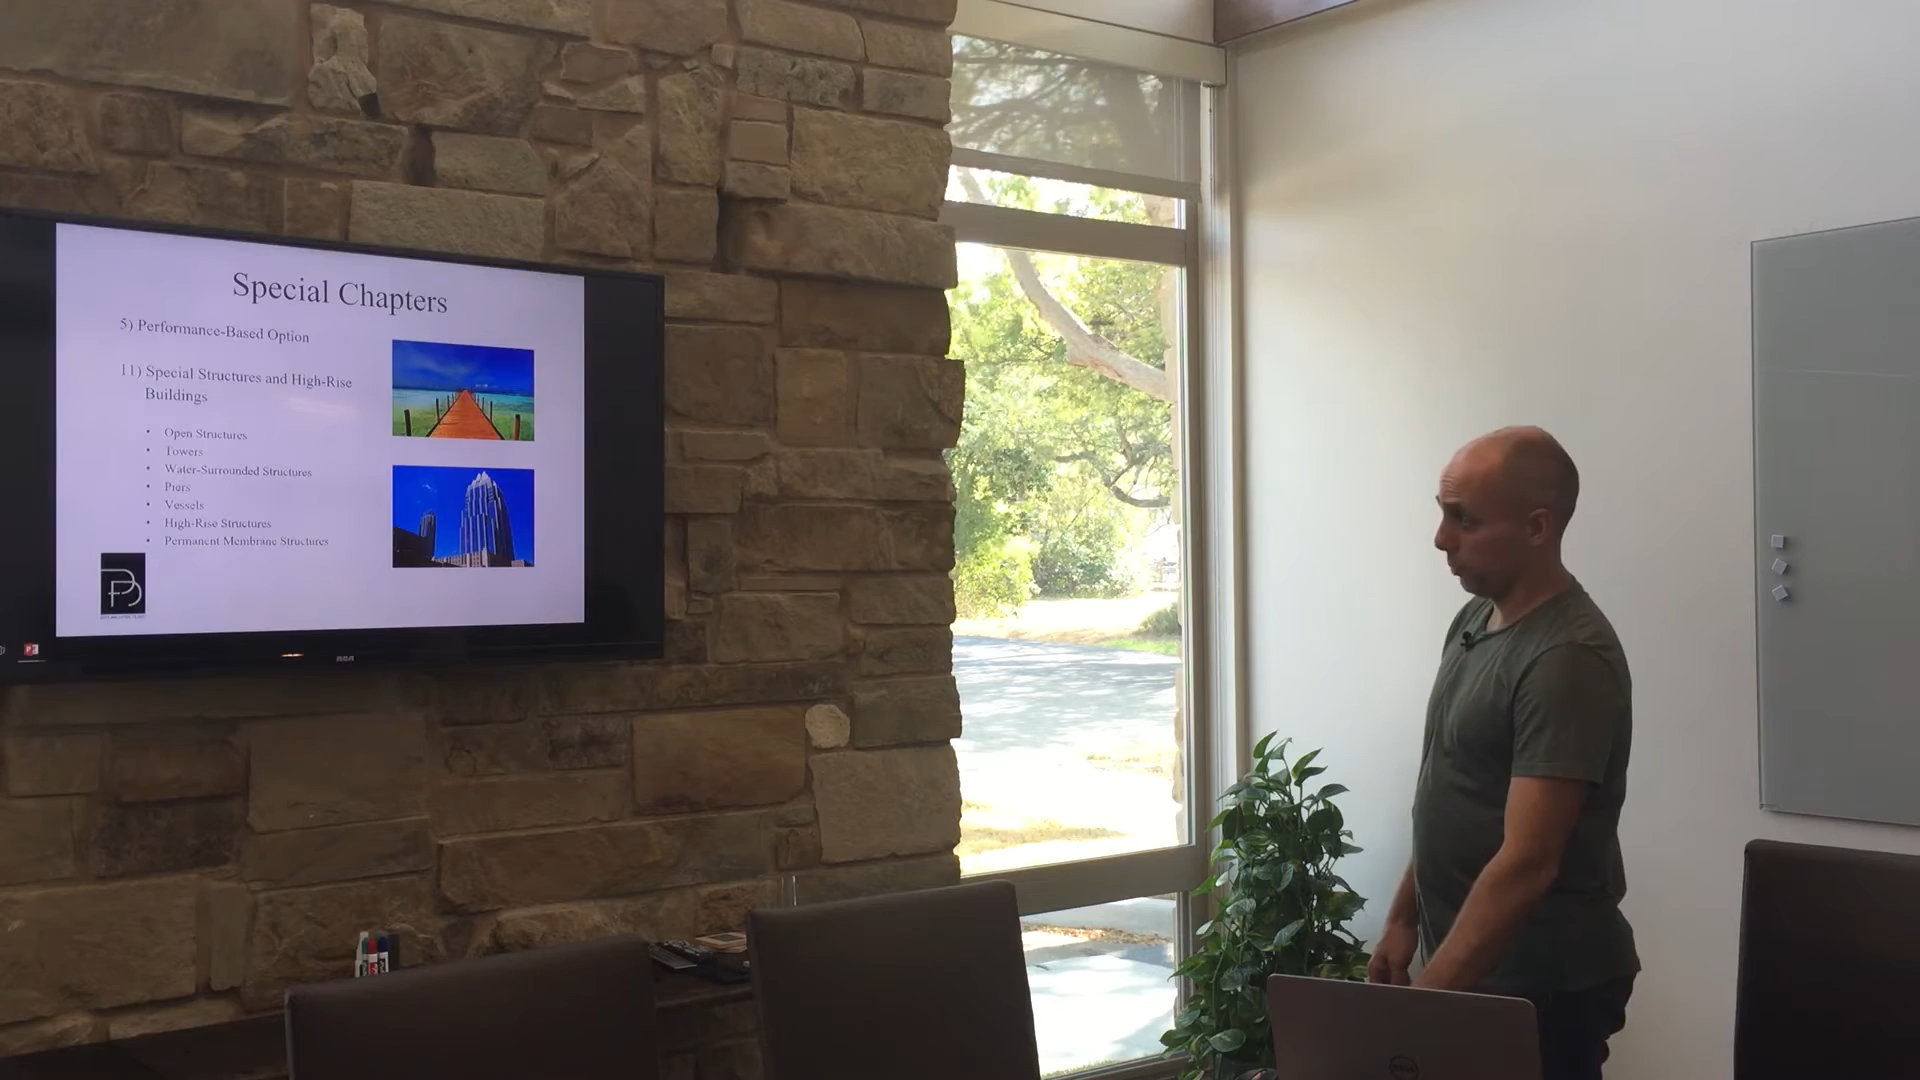 Special Chapters
5) Performance-Based Option
11) Special Structures and High-Rise
Buildings
• Open Structures
• Towers
• Water-Surrounded Structures
• Piers
• Vessels
• High-Rise Structures
• Permanent Membrane Structures
RCA
DELL